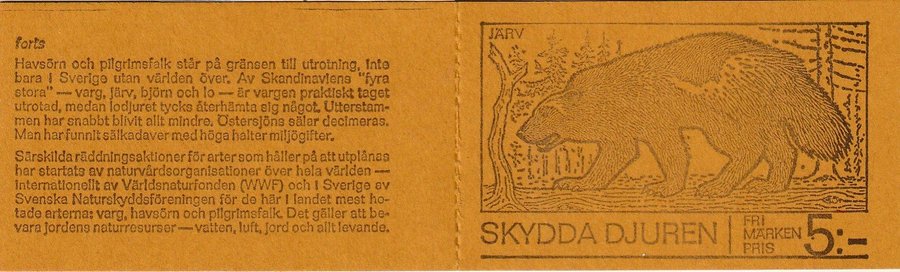 forts
Havsörn och pilgrimsfalk står på gränsen till utrotning, inte
bara i Sverige utan världen över. Av Skandinaviens "fyra
stora" — varg, järv, björn och lo — är vargen praktiskt taget
utrotad, medan lodjuret tycks återhämta sig något. Utterstam-
men har snabbt blivit allt mindre. Östersjöns sälar decimeras.
Man har funnit sälkadaver med höga halter miljögifter.
Särskilda räddningsaktioner för arter som håller på att utplånas
har startats av naturvårdsorganisationer över hela världen —
internationellt av Världsnaturfonden (WWF) och i Sverige av
Svenska Naturskyddsföreningen för de här i landet mest ho-
tade arterna: varg, havsörn och pilgrimsfalk. Det gäller att be-
vara jordens naturresurser — vatten, luft, jord och allt levande.
JÄRV
SKYDDA DJUREN
FRI
MÄRKEN
PRIS
5:-